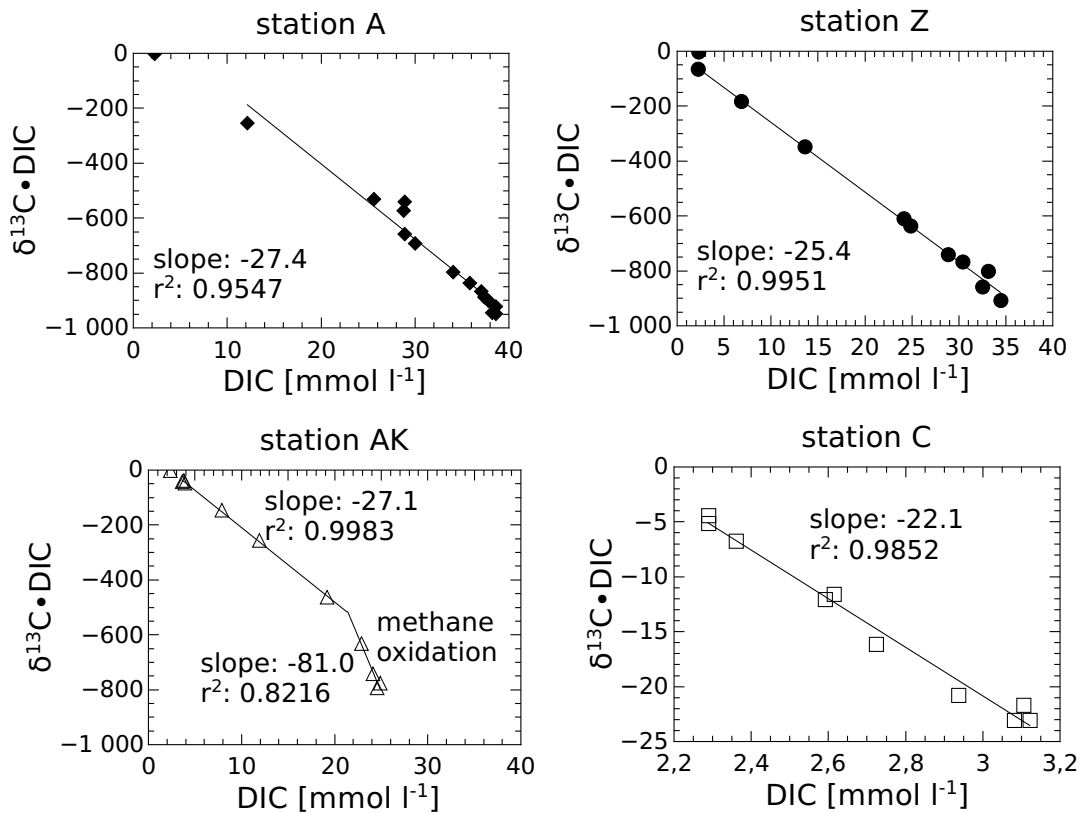 station A
0
−200
−400
−600
−800
−1 000
δ¹³C•DIC
slope: -27.4
r²: 0.9547
0 10 20 30 40
DIC [mmol l⁻¹]
station Z
0
−200
−400
−600
−800
−1 000
δ¹³C•DIC
slope: -25.4
r²: 0.9951
0 5 10 15 20 25 30 35 40
DIC [mmol l⁻¹]
station AK
0
−200
−400
−600
−800
−1 000
δ¹³C•DIC
slope: -27.1
r²: 0.9983
methane
oxidation
slope: -81.0
r²: 0.8216
0 10 20 30 40
DIC [mmol l⁻¹]
station C
0
−5
−10
−15
−20
−25
δ¹³C•DIC
slope: -22.1
r²: 0.9852
2,2 2,4 2,6 2,8 3 3,2
DIC [mmol l⁻¹]